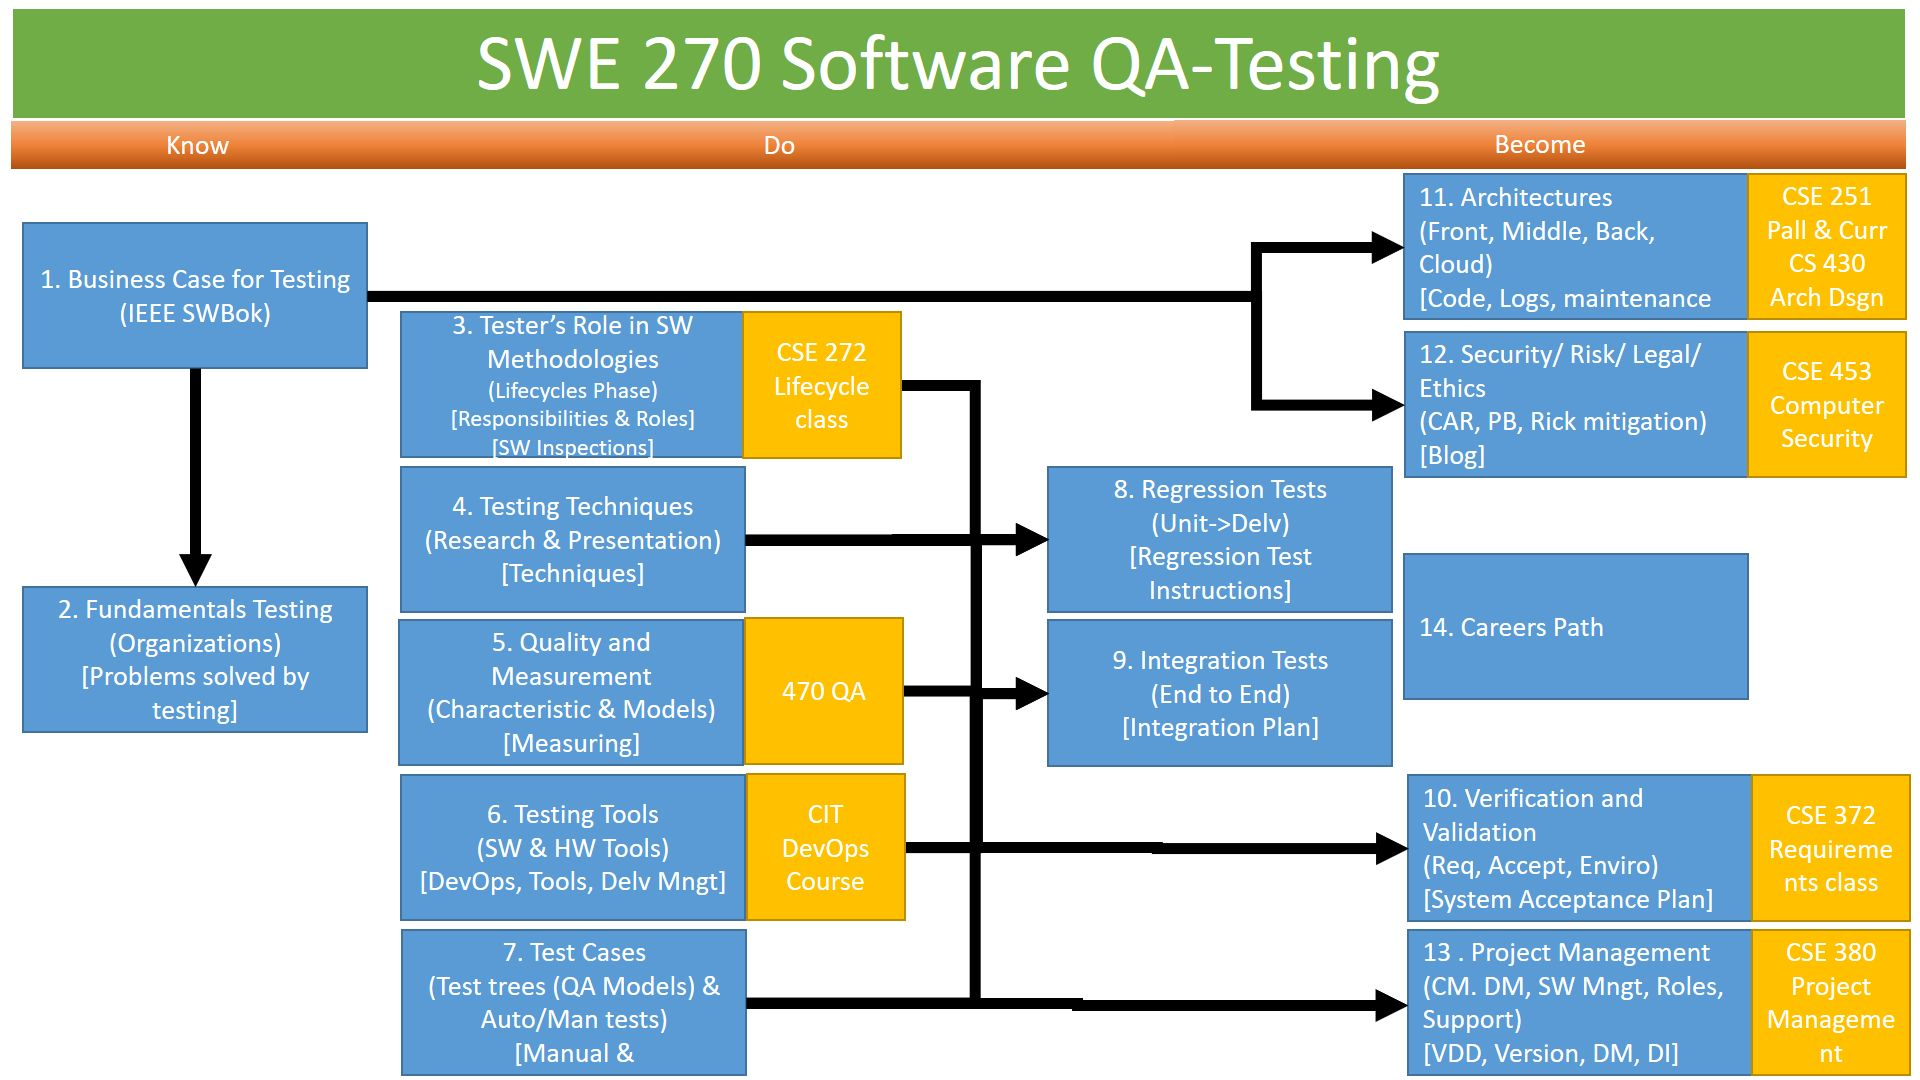 SWE 270 Software QA-Testing
Know
Do
Become
1. Business Case for Testing
(IEEE SWBok)
2. Fundamentals Testing
(Organizations)
[Problems solved by
testing]
3. Tester's Role in SW
Methodologies
(Lifecycles Phase)
[Responsibilities & Roles]
[SW Inspections]
CSE 272
Lifecycle
class
4. Testing Techniques
(Research & Presentation)
[Techniques]
5. Quality and
Measurement
(Characteristic & Models)
[Measuring]
470 QA
6. Testing Tools
(SW & HW Tools)
[DevOps, Tools, Delv Mngt]
CIT
DevOps
Course
7. Test Cases
(Test trees (QA Models) &
Auto/Man tests)
[Manual &
8. Regression Tests
(Unit->Delv)
[Regression Test
Instructions]
9. Integration Tests
(End to End)
[Integration Plan]
11. Architectures
(Front, Middle, Back,
Cloud)
[Code, Logs, maintenance
CSE 251
Pall & Curr
CS 430
Arch Dsgn
12. Security/ Risk/ Legal/
Ethics
(CAR, PB, Rick mitigation)
[Blog]
CSE 453
Computer
Security
14. Careers Path
10. Verification and
Validation
(Req, Accept, Enviro)
[System Acceptance Plan]
CSE 372
Requireme
nts class
13 . Project Management
(CM. DM, SW Mngt, Roles,
Support)
[VDD, Version, DM, DI]
CSE 380
Project
Manageme
nt